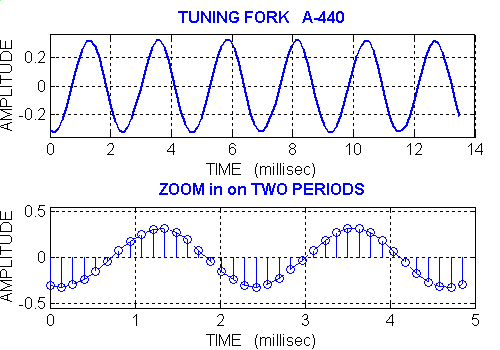 TUNING FORK A-440
0.2
0
-0.2
AMPLITUDE
0 2 4 6 8 10 12 14
TIME (millisec)
ZOOM in on TWO PERIODS
0.5
0
-0.5
AMPLITUDE
0 1 2 3 4 5
TIME (millisec)